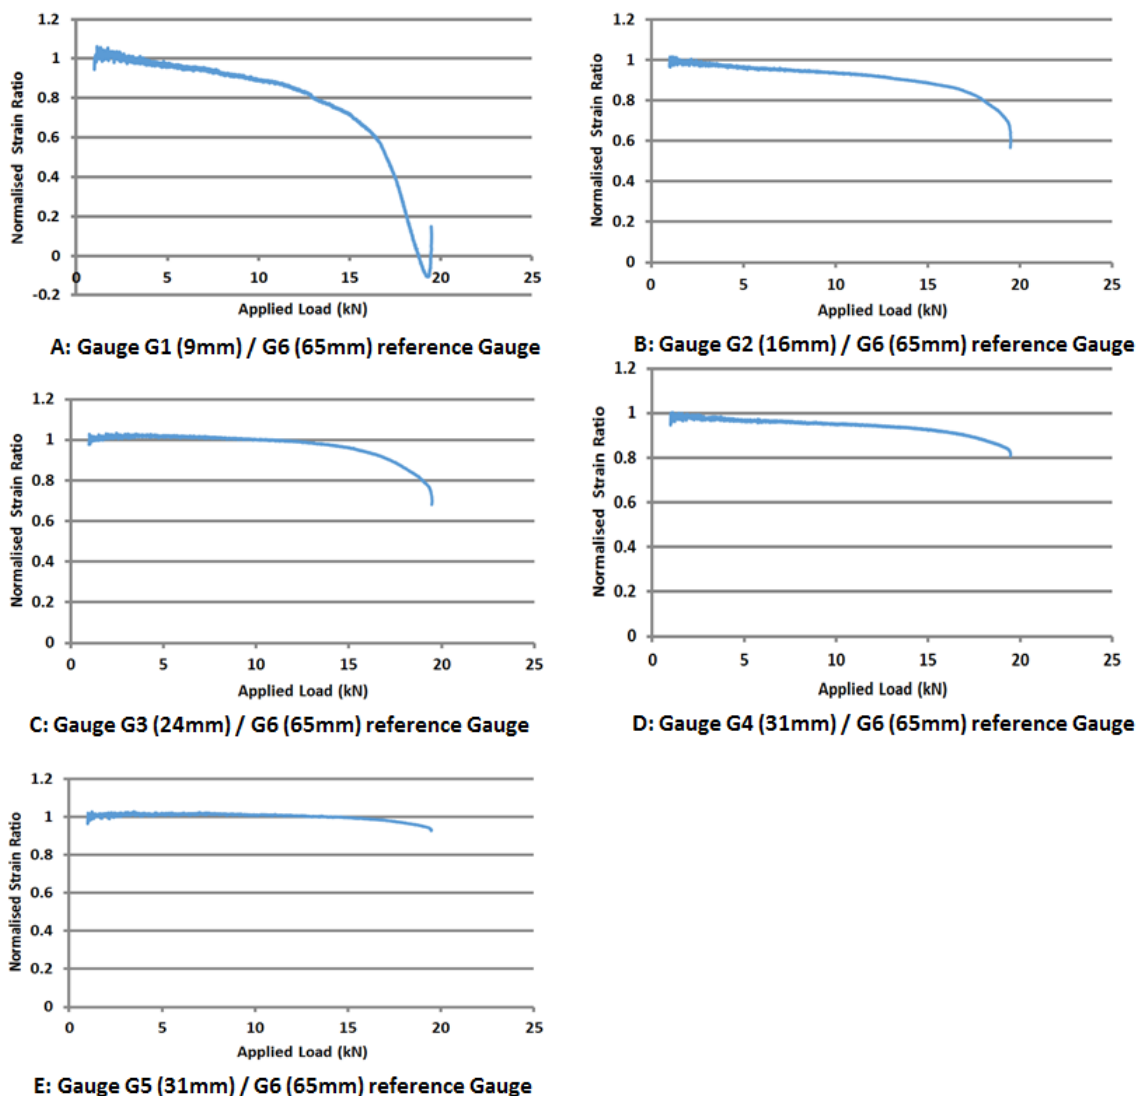 1.2
1
0.8
0.6
0.4
0.2
0
-0.2
Normalised Strain Ratio
0 5 10 15 20 25
Applied Load (kN)
A: Gauge G1 (9mm) / G6 (65mm) reference Gauge
1.2
1
0.8
0.6
0.4
0.2
0
Normalised Strain Ratio
0 5 10 15 20 25
Applied Load (kN)
B: Gauge G2 (16mm) / G6 (65mm) reference Gauge
1.2
1
0.8
0.6
0.4
0.2
0
Normalised Strain Ratio
0 5 10 15 20 25
Applied Load (kN)
C: Gauge G3 (24mm) / G6 (65mm) reference Gauge
1.2
1
0.8
0.6
0.4
0.2
0
Normalised Strain Ratio
0 5 10 15 20 25
Applied Load (kN)
D: Gauge G4 (31mm) / G6 (65mm) reference Gauge
1.2
1
0.8
0.6
0.4
0.2
0
Normalised Strain Ratio
0 5 10 15 20 25
Applied Load (kN)
E: Gauge G5 (31mm) / G6 (65mm) reference Gauge